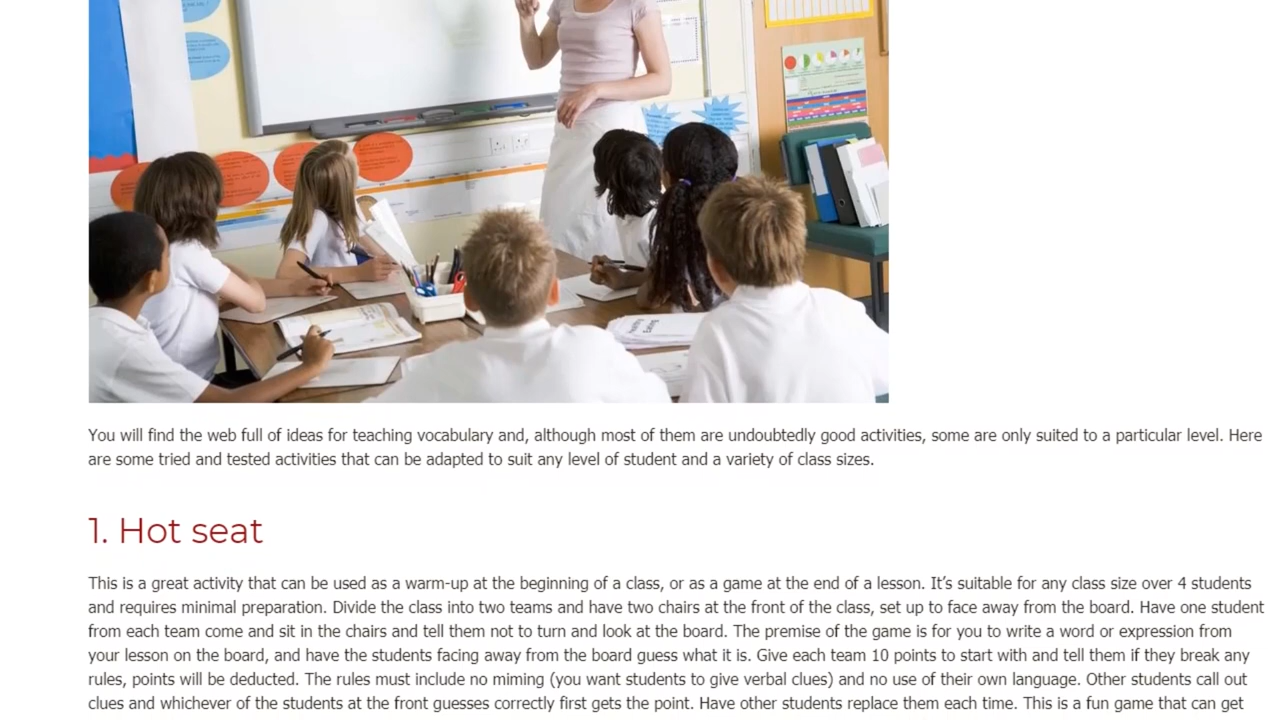 You will find the web full of ideas for teaching vocabulary and, although most of them are undoubtedly good activities, some are only suited to a particular level. Here
are some tried and tested activities that can be adapted to suit any level of student and a variety of class sizes.
1. Hot seat
This is a great activity that can be used as a warm-up at the beginning of a class, or as a game at the end of a lesson. It’s suitable for any class size over 4 students
and requires minimal preparation. Divide the class into two teams and have two chairs at the front of the class, set up to face away from the board. Have one student
from each team come and sit in the chairs and tell them not to turn and look at the board. The premise of the game is for you to write a word or expression from
your lesson on the board, and have the students facing away from the board guess what it is. Give each team 10 points to start with and tell them if they break any
rules, points will be deducted. The rules must include no miming (you want students to give verbal clues) and no use of their own language. Other students call out
clues and whichever of the students at the front guesses correctly first gets the point. Have other students replace them each time. This is a fun game that can get